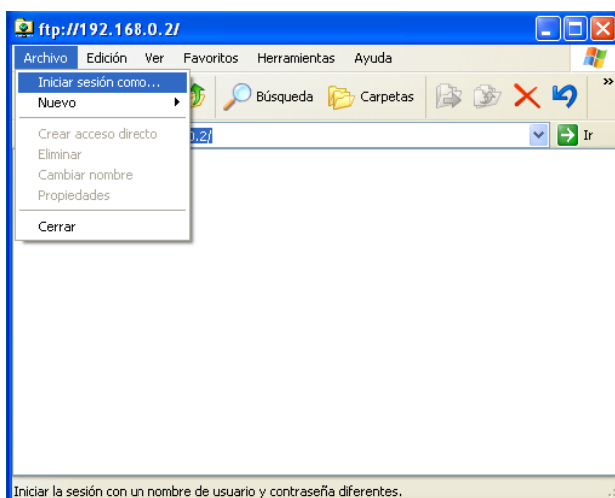 ftp://192.168.0.2/
Archivo Edición Ver Favoritos Herramientas Ayuda
Iniciar sesión como...
Nuevo
Búsqueda Carpetas »
Crear acceso directo
0.2/ Ir
Eliminar
Cambiar nombre
Propiedades
Cerrar
Iniciar la sesión con un nombre de usuario y contraseña diferentes.